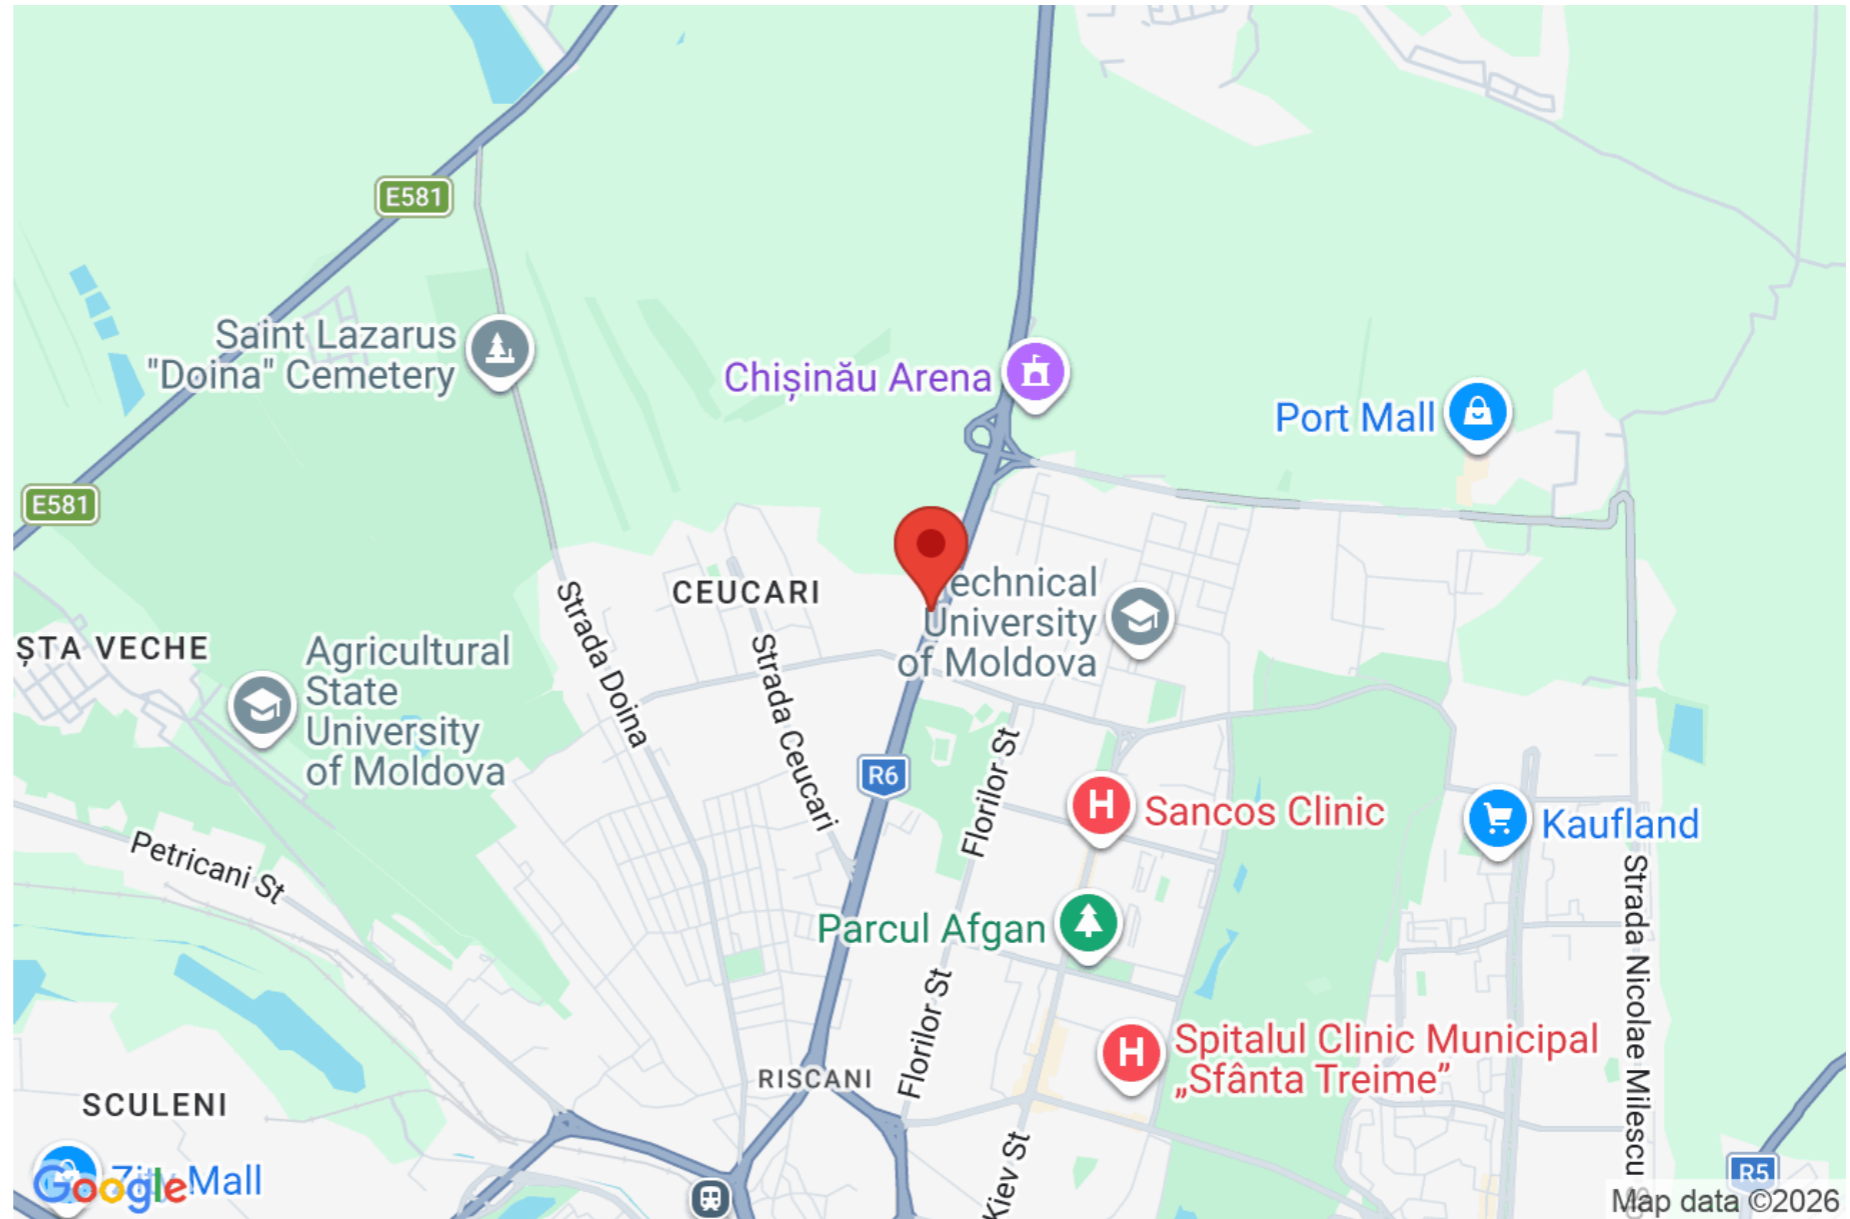 E581
Saint Lazarus
"Doina" Cemetery
Chișinău Arena
Port Mall
E581
CEUCARI
Technical
University
of Moldova
ȘTA VECHE
Agricultural
State
University
of Moldova
Strada Doina
Strada Ceucari
Florilor St
R6
Sancos Clinic
Kaufland
Petricani St
Parcul Afgan
Strada Nicolae Milescu
Florilor St
Spitalul Clinic Municipal
„Sfânta Treime”
RISCANI
SCULENI
Kiev St
R5
Zity Mall
Google
Map data ©2026